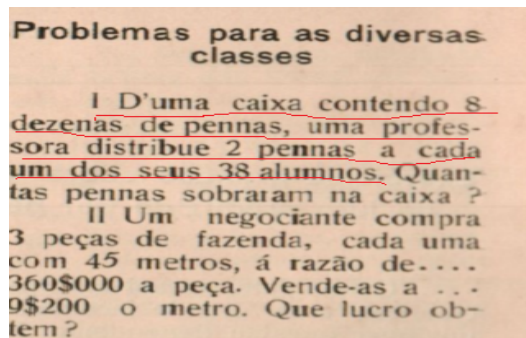 Problemas para as diversas
classes
I D'uma caixa contendo 8
dezenas de pennas, uma profes-
sora distribue 2 pennas a cada
um dos seus 38 alumnos. Quan-
tas pennas sobraram na caixa ?
II Um negociante compra
3 peças de fazenda, cada uma
com 45 metros, á razão de....
360$000 a peça. Vende-as a ...
9$200 o metro. Que lucro ob-
tem ?